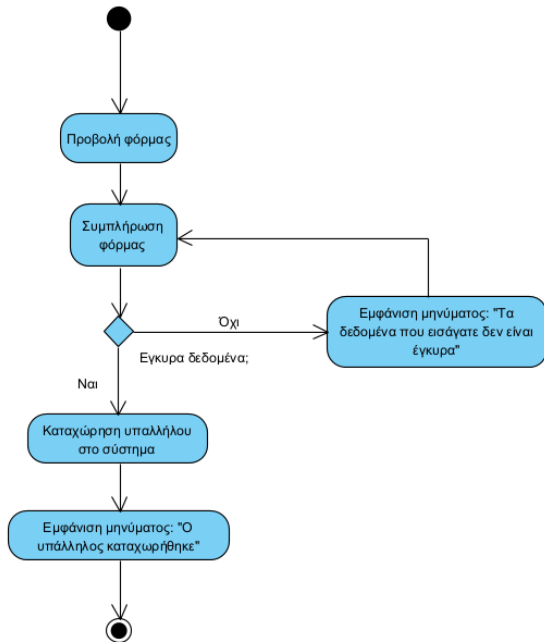 Προβολή φόρμας
Συμπλήρωση
φόρμας
Όχι
Εμφάνιση μηνύματος: "Τα
δεδομένα που εισάγατε δεν είναι
έγκυρα"
Εγκυρα δεδομένα;
Ναι
Καταχώρηση υπαλλήλου
στο σύστημα
Εμφάνιση μηνύματος: "Ο
υπάλληλος καταχωρήθηκε"